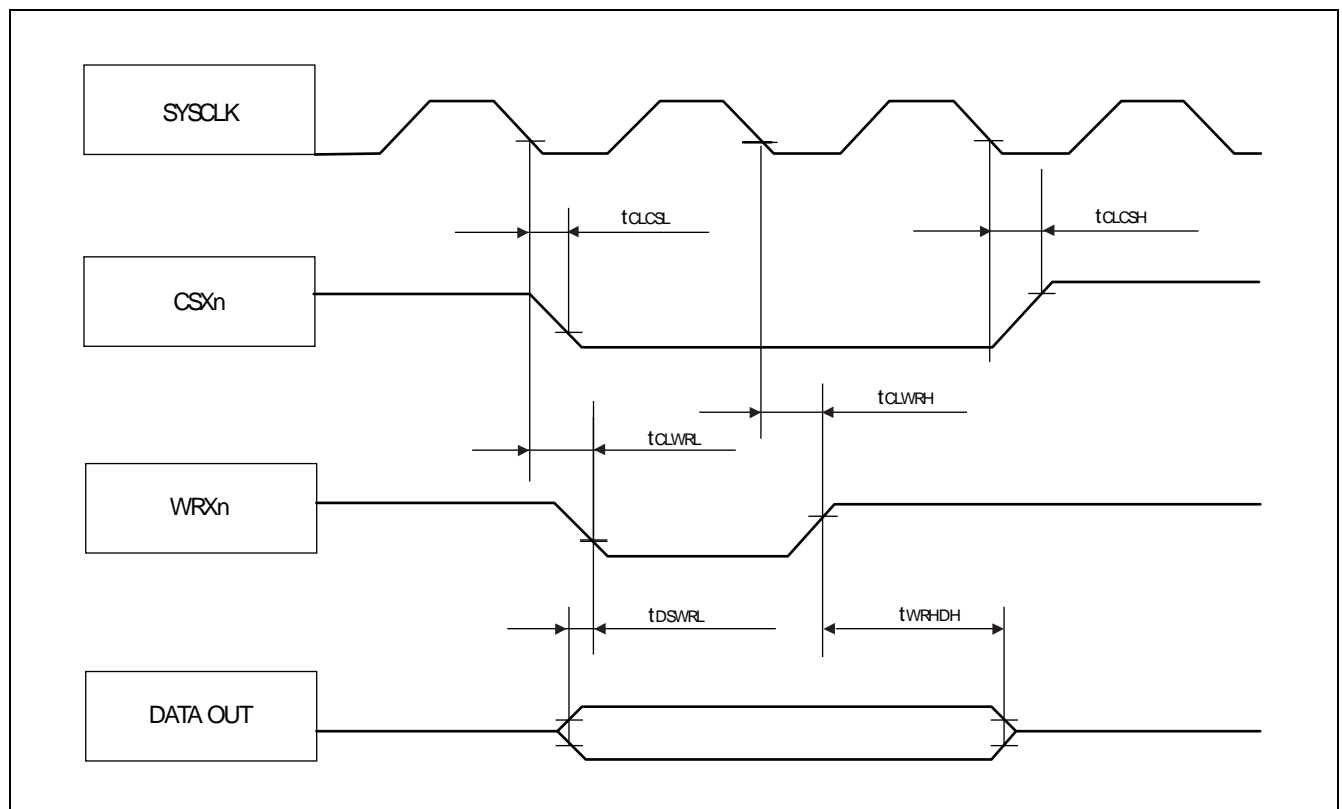 SYSCLK
tCLCSL
tCLCSH
CSXn
tCLWRH
tCLWRL
WRXn
tDSWRL
tWRHDH
DATA OUT